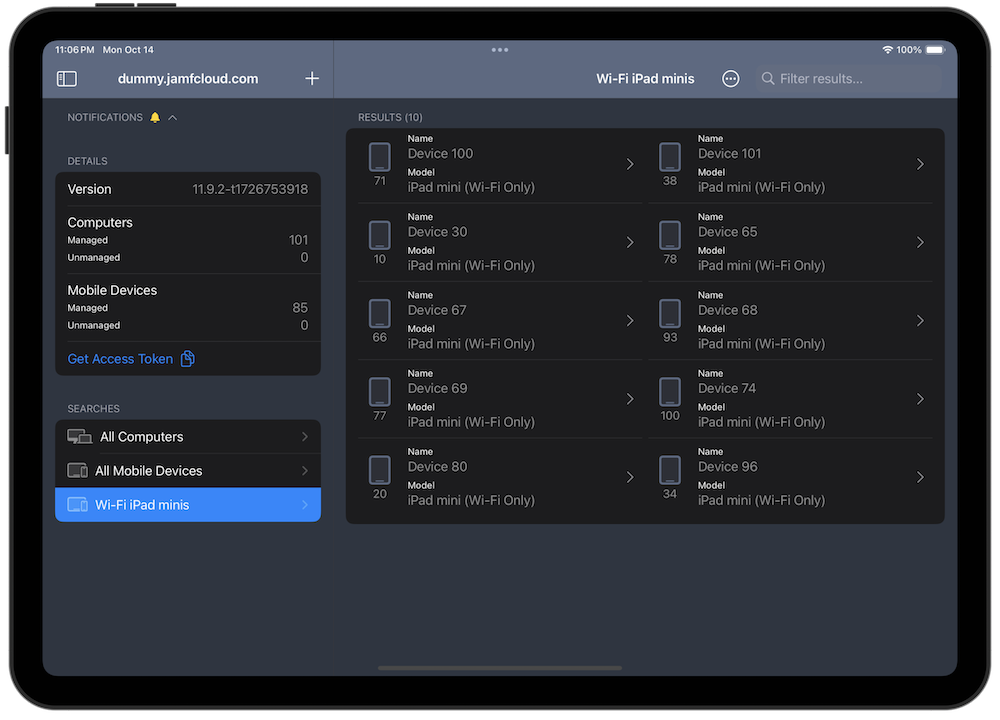 11:06 PM Mon Oct 14
100%
dummy.jamfcloud.com
Wi-Fi iPad minis
Filter results...
NOTIFICATIONS
DETAILS
Version 11.9.2-t1726753918
Computers
Managed 101
Unmanaged 0
Mobile Devices
Managed 85
Unmanaged 0
Get Access Token
SEARCHES
All Computers
All Mobile Devices
Wi-Fi iPad minis
RESULTS (10)
Name
Device 100
Model
iPad mini (Wi-Fi Only)
71
Name
Device 101
Model
iPad mini (Wi-Fi Only)
38
Name
Device 30
Model
iPad mini (Wi-Fi Only)
10
Name
Device 65
Model
iPad mini (Wi-Fi Only)
78
Name
Device 67
Model
iPad mini (Wi-Fi Only)
66
Name
Device 68
Model
iPad mini (Wi-Fi Only)
93
Name
Device 69
Model
iPad mini (Wi-Fi Only)
77
Name
Device 74
Model
iPad mini (Wi-Fi Only)
100
Name
Device 80
Model
iPad mini (Wi-Fi Only)
20
Name
Device 96
Model
iPad mini (Wi-Fi Only)
34